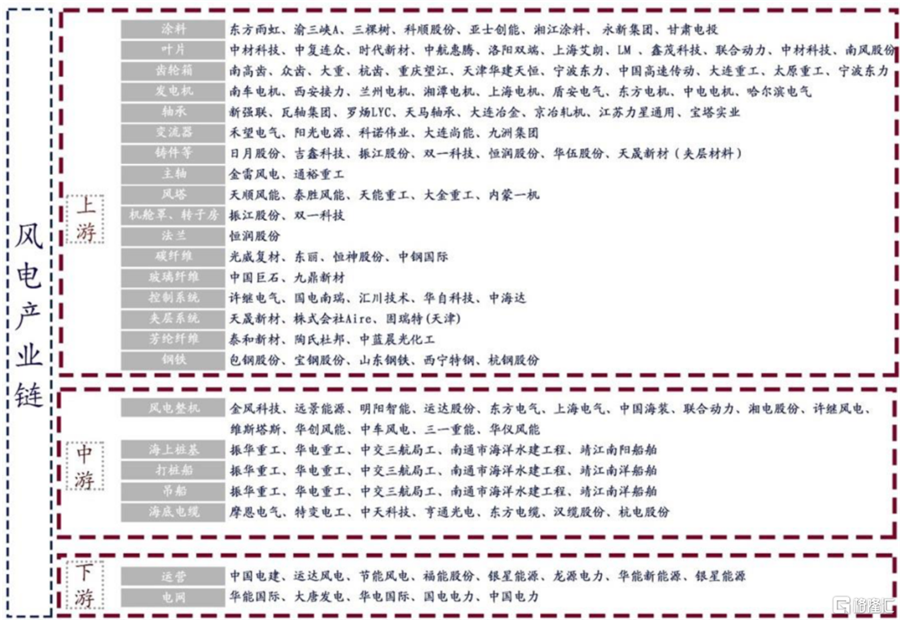 风电产业链
上游
涂料 东方雨虹、渝三峡A、三棵树、科顺股份、亚士创能、湘江涂料、永新集团、甘肃电投
叶片 中材科技、中复连众、时代新材、中航惠腾、洛阳双瑞、上海艾朗、LM、鑫茂科技、联合动力、中材科技、南风股份
齿轮箱 南高齿、众齿、大重、杭齿、重庆望江、天津华建天恒、宁波东力、中国高速传动、大连重工、太原重工、宁波东力
发电机 南车电机、西安捷力、兰州电机、湘潭电机、上海电机、盾安电气、东方电机、中电电机、哈尔滨电气
轴承 新强联、瓦轴集团、罗炀LYC、天马轴承、大连冶金、京冶轧机、江苏力星通用、宝塔实业
变流器 禾望电气、阳光电源、科诺伟业、大连尚能、九洲集团
铸件等 日月股份、吉鑫科技、振江股份、双一科技、恒润股份、华伍股份、天晟新材（夹层材料）
主轴 金雷风电、通裕重工
风塔 天顺风能、泰胜风能、天能重工、大金重工、内蒙一机
机舱罩、转子房 振江股份、双一科技
法兰 恒润股份
碳纤维 光威复材、东丽、恒神股份、中钢国际
玻璃纤维 中国巨石、九鼎新材
控制系统 许继电气、国电南瑞、汇川技术、华自科技、中海达
夹层系统 天晟新材、株式会社Aire、固瑞特(天津)
芳纶纤维 泰和新材、陶氏杜邦、中蓝晨光化工
钢铁 包钢股份、宝钢股份、山东钢铁、西宁特钢、杭钢股份
中游
风电整机 金风科技、远景能源、明阳智能、运达股份、东方电气、上海电气、中国海装、联合动力、湘电股份、许继风电、
维斯塔斯、华创风能、中车风电、三一重能、华仪风能
海上桩基 振华重工、华电重工、中交三航局工、南通市海洋水建工程、靖江南阳船舶
打桩船 振华重工、华电重工、中交三航局工、南通市海洋水建工程、靖江南洋船舶
吊船 振华重工、华电重工、中交三航局工、南通市海洋水建工程、靖江南洋船舶
海底电缆 摩恩电气、特变电工、中天科技、亨通光电、东方电缆、汉缆股份、杭电股份
下游
运营 中国电建、运达风电、节能风电、福能股份、银星能源、龙源电力、华能新能源、银星能源
电网 华能国际、大唐发电、华电国际、国电电力、中国电力
格隆汇